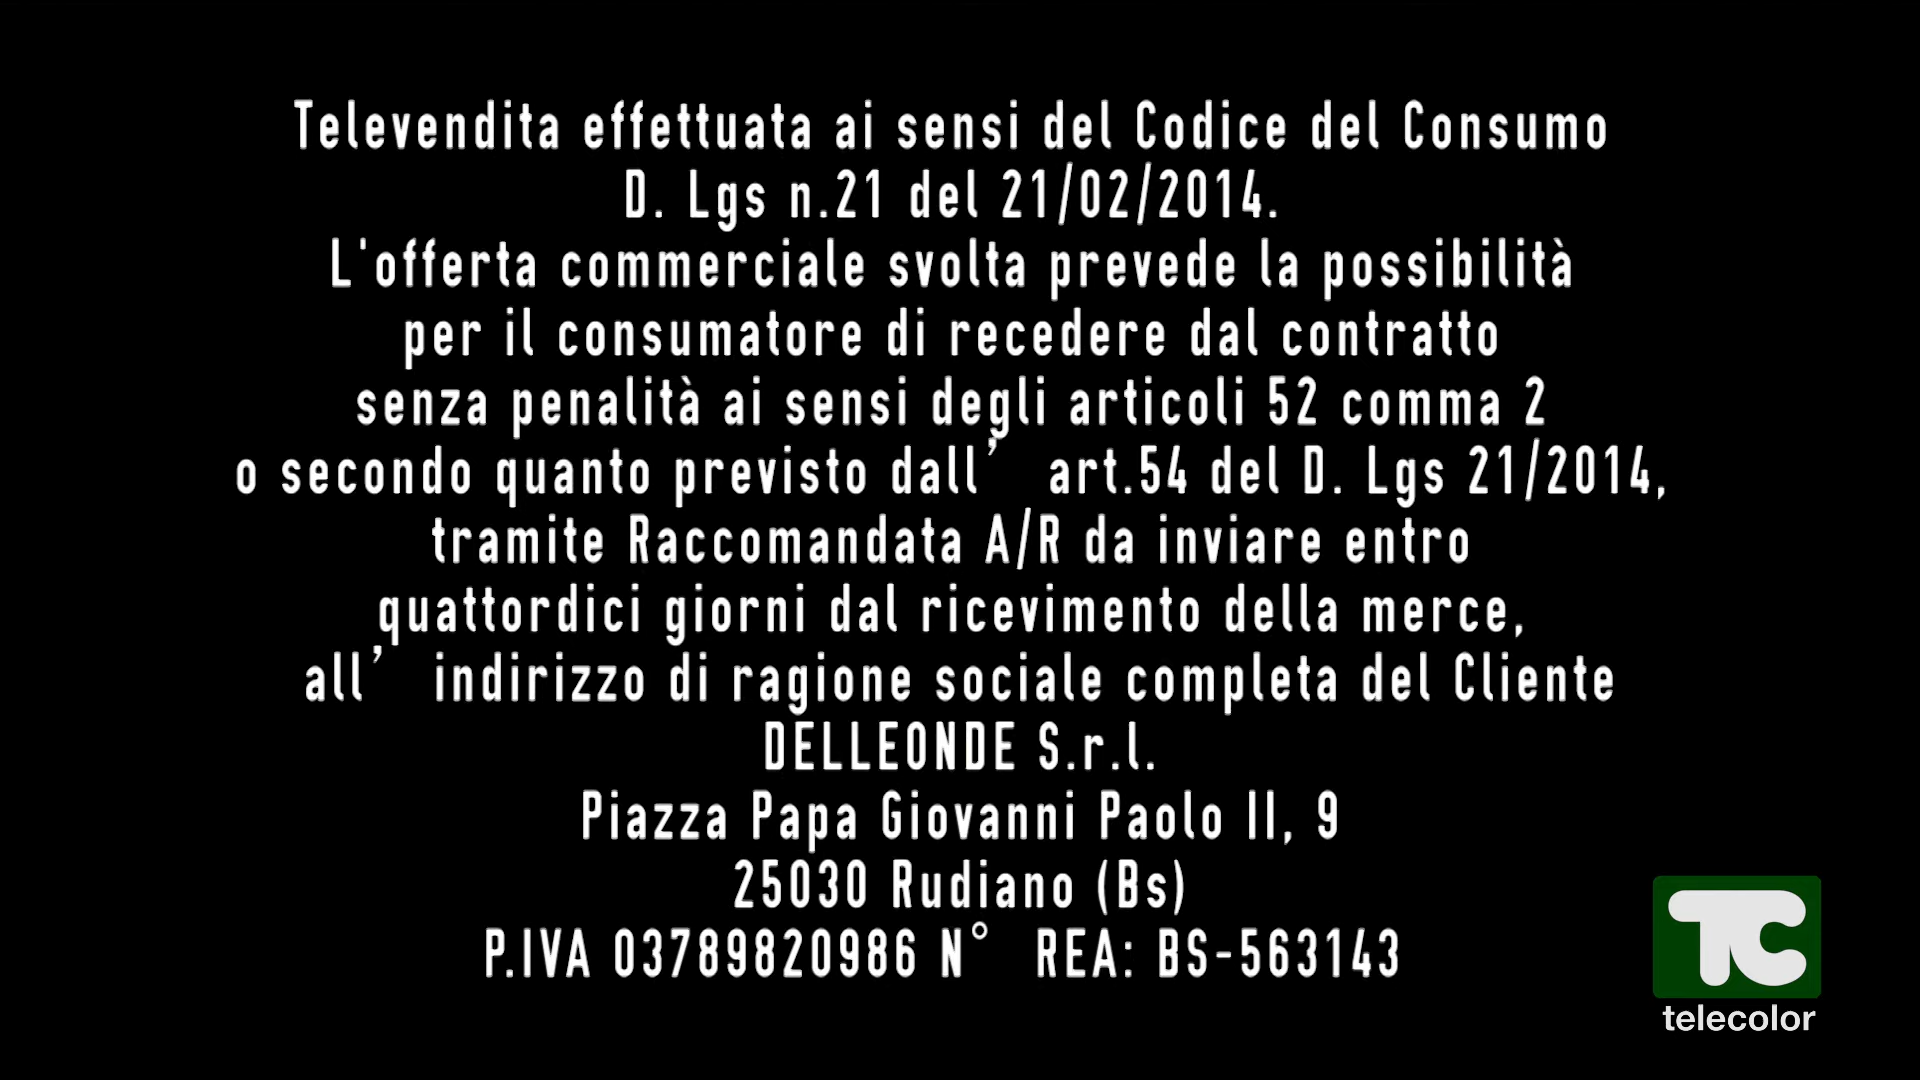 Televendita effettuata ai sensi del Codice del Consumo
D. Lgs n.21 del 21/02/2014.
L'offerta commerciale svolta prevede la possibilità
per il consumatore di recedere dal contratto
senza penalità ai sensi degli articoli 52 comma 2
o secondo quanto previsto dall’ art.54 del D. Lgs 21/2014,
tramite Raccomandata A/R da inviare entro
quattordici giorni dal ricevimento della merce,
all’ indirizzo di ragione sociale completa del Cliente
DELLEONDE S.r.l.
Piazza Papa Giovanni Paolo II, 9
25030 Rudiano (Bs)
P.IVA 03789820986 N° REA: BS-563143
TC
telecolor